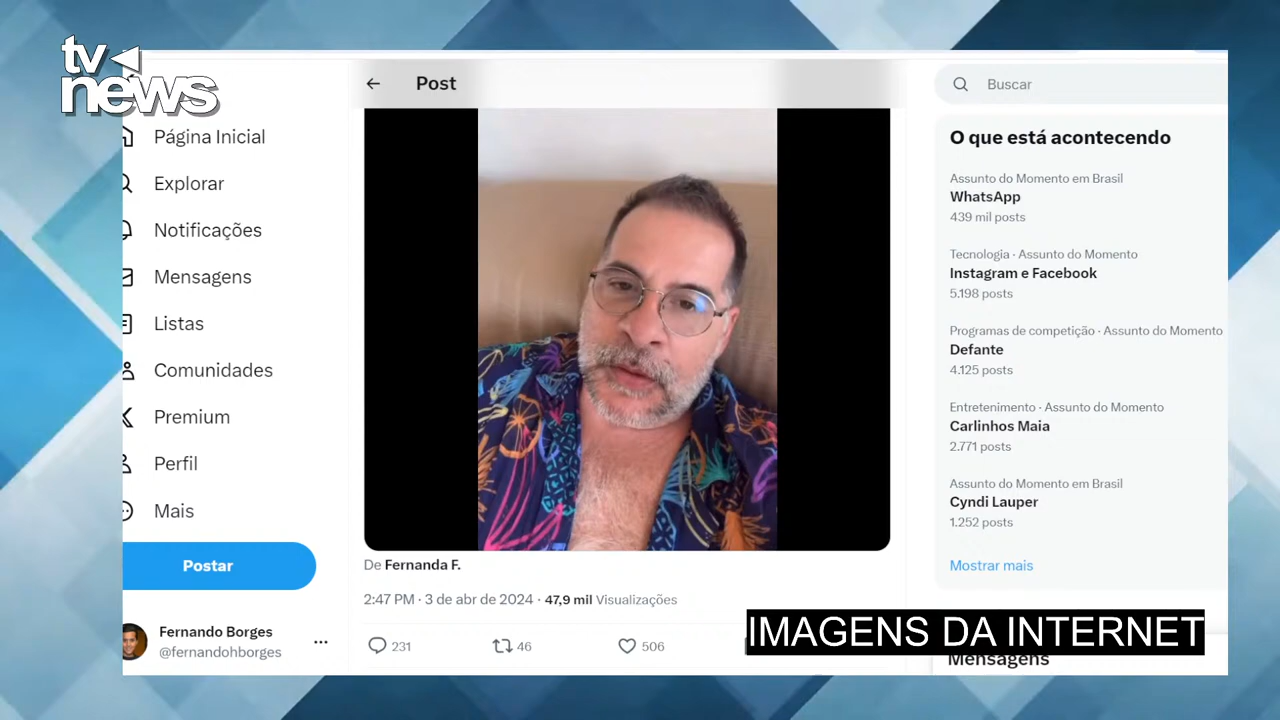 tv
news
Página Inicial
Explorar
Notificações
Mensagens
Listas
Comunidades
Premium
Perfil
Mais
Postar
Fernando Borges
@fernandohborges
Post
De Fernanda F.
2:47 PM · 3 de abr de 2024 · 47,9 mil Visualizações
231
46
506
Buscar
O que está acontecendo
Assunto do Momento em Brasil
WhatsApp
439 mil posts
Tecnologia · Assunto do Momento
Instagram e Facebook
5.198 posts
Programas de competição · Assunto do Momento
Defante
4.125 posts
Entretenimento · Assunto do Momento
Carlinhos Maia
2.771 posts
Assunto do Momento em Brasil
Cyndi Lauper
1.252 posts
Mostrar mais
IMAGENS DA INTERNET
Mensagens